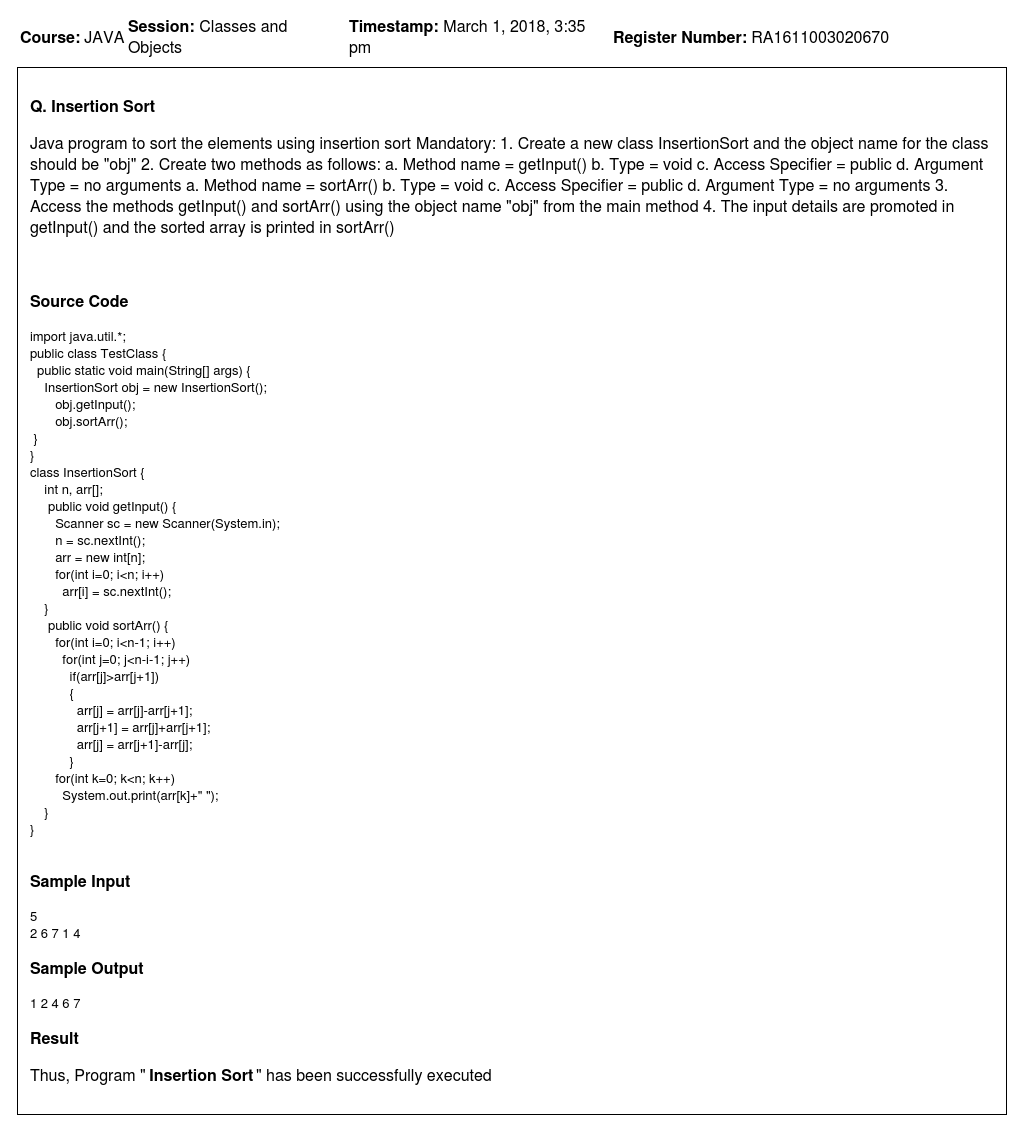 Course: JAVA Session: Classes and Objects Timestamp: March 1, 2018, 3:35 pm Register Number: RA1611003020670
Q. Insertion Sort
Java program to sort the elements using insertion sort Mandatory: 1. Create a new class InsertionSort and the object name for the class
should be "obj" 2. Create two methods as follows: a. Method name = getInput() b. Type = void c. Access Specifier = public d. Argument
Type = no arguments a. Method name = sortArr() b. Type = void c. Access Specifier = public d. Argument Type = no arguments 3.
Access the methods getInput() and sortArr() using the object name "obj" from the main method 4. The input details are promoted in
getInput() and the sorted array is printed in sortArr()
Source Code
import java.util.*;
public class TestClass {
public static void main(String[] args) {
InsertionSort obj = new InsertionSort();
obj.getInput();
obj.sortArr();
}
}
class InsertionSort {
int n, arr[];
public void getInput() {
Scanner sc = new Scanner(System.in);
n = sc.nextInt();
arr = new int[n];
for(int i=0; i<n; i++)
arr[i] = sc.nextInt();
}
public void sortArr() {
for(int i=0; i<n-1; i++)
for(int j=0; j<n-i-1; j++)
if(arr[j]>arr[j+1])
{
arr[j] = arr[j]-arr[j+1];
arr[j+1] = arr[j]+arr[j+1];
arr[j] = arr[j+1]-arr[j];
}
for(int k=0; k<n; k++)
System.out.print(arr[k]+" ");
}
}
Sample Input
5
2 6 7 1 4
Sample Output
1 2 4 6 7
Result
Thus, Program " Insertion Sort " has been successfully executed